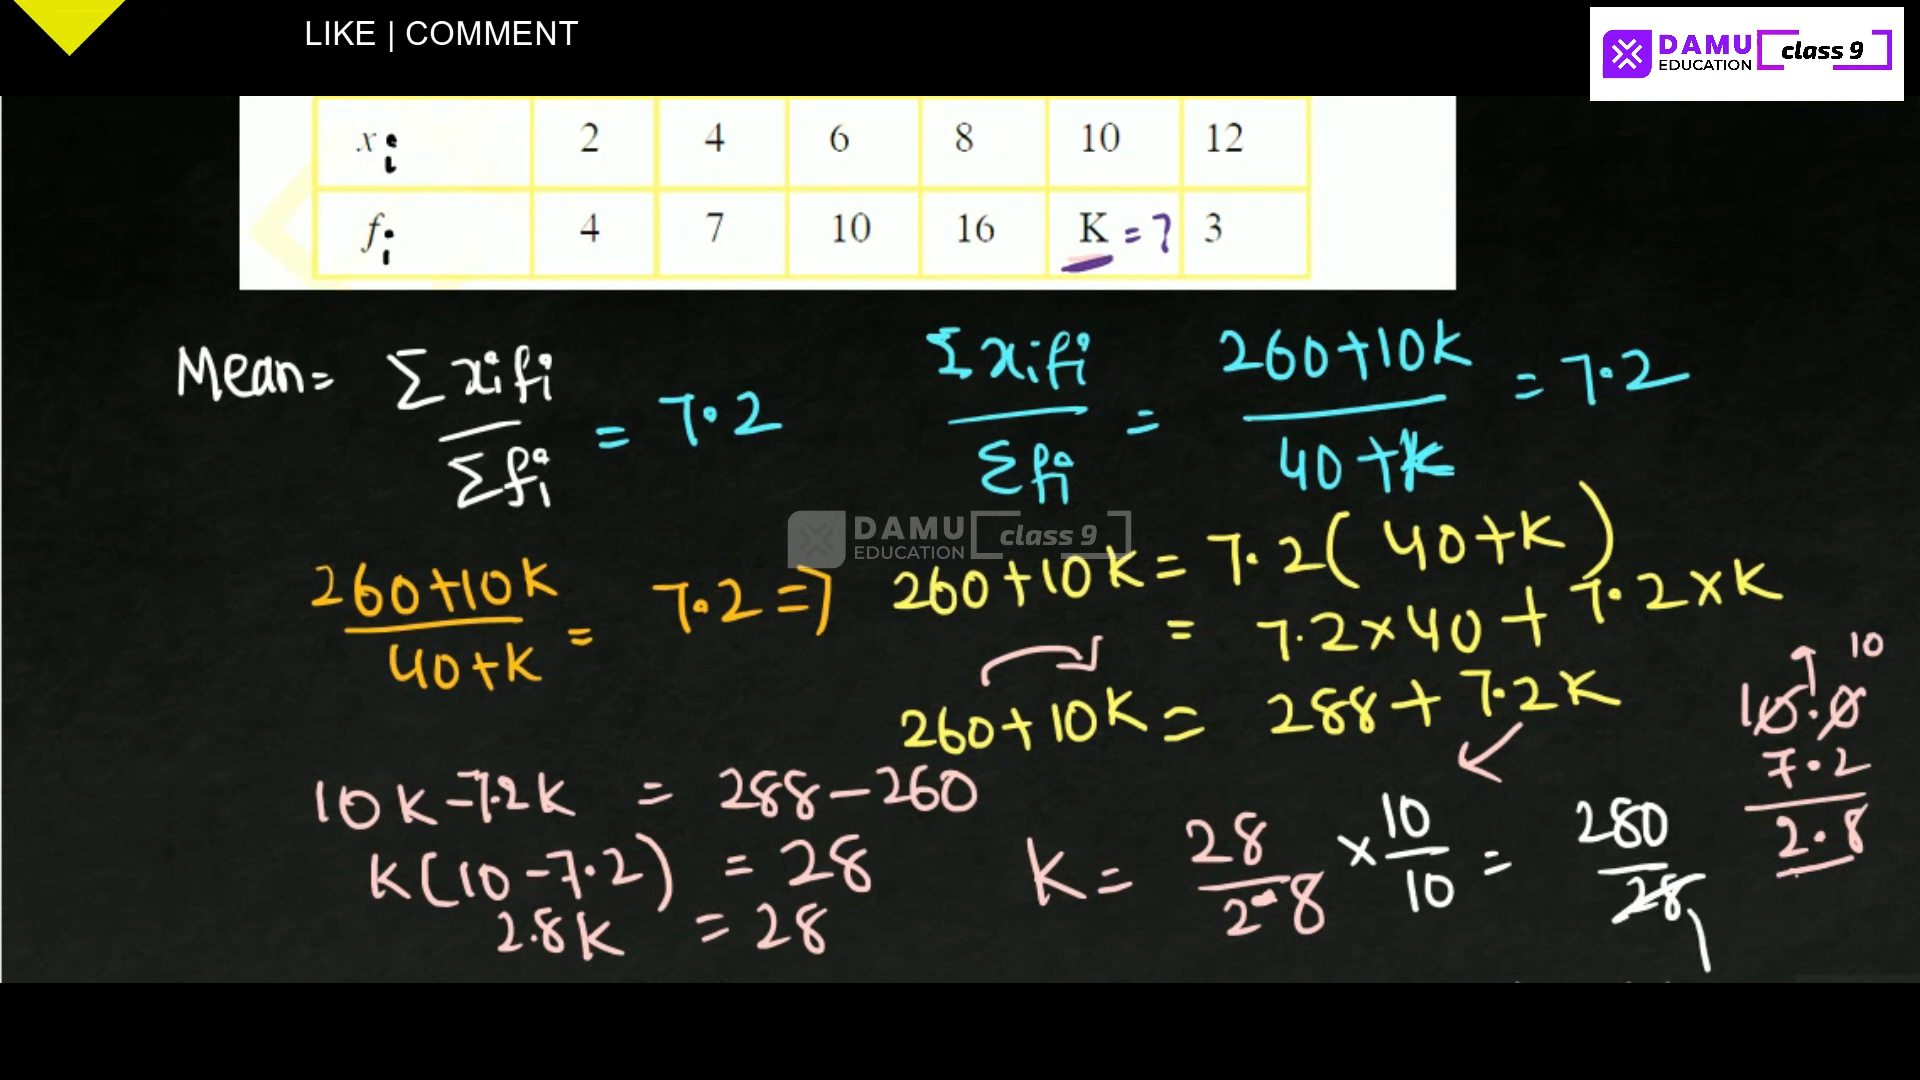 LIKE | COMMENT
DAMU EDUCATION class 9
xi 2 4 6 8 10 12
fi 4 7 10 16 K = ? 3
Mean = Σxifi / Σfi = 7.2
Σxifi / Σfi = 260+10K / 40+K = 7.2
260+10K / 40+K = 7.2 ⇒
DAMU EDUCATION class 9
260+10K = 7.2(40+K)
= 7.2×40 + 7.2×K
260+10K = 288+7.2K
10K-7.2K = 288-260
K(10-7.2) = 28
2.8K = 28
K = 28 / 2.8 × 10 / 10 = 280 / 28
1
10
10.0
7.2
2.8